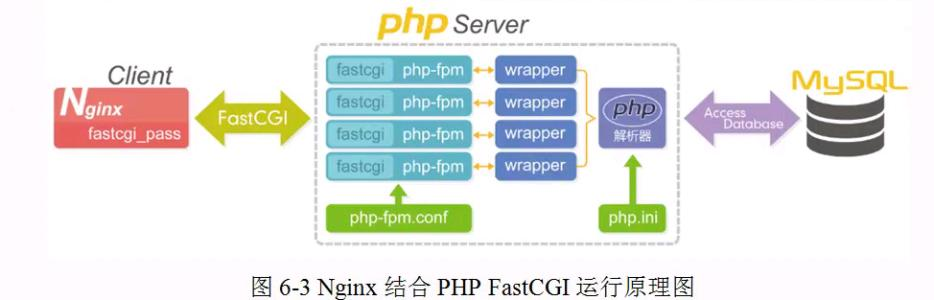 php Server
Client
Nginx
fastcgi_pass
FastCGI
fastcgi php-fpm wrapper
fastcgi php-fpm wrapper
fastcgi php-fpm wrapper
fastcgi php-fpm wrapper
php-fpm.conf
php
解析器
php.ini
Access
Database
MySQL
图 6-3 Nginx 结合 PHP FastCGI 运行原理图